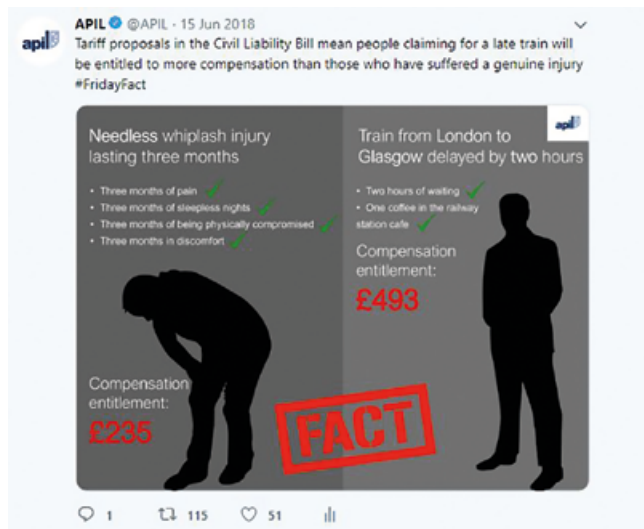 APIL @APIL · 15 Jun 2018
apil
Tariff proposals in the Civil Liability Bill mean people claiming for a late train will
be entitled to more compensation than those who have suffered a genuine injury
#FridayFact
apil
Needless whiplash injury
lasting three months
• Three months of pain
• Three months of sleepless nights
• Three months of being physically compromised
• Three months in discomfort
Compensation
entitlement:
£235
Train from London to
Glasgow delayed by two hours
• Two hours of waiting
• One coffee in the railway
station cafe
Compensation
entitlement:
£493
FACT
1 115 51